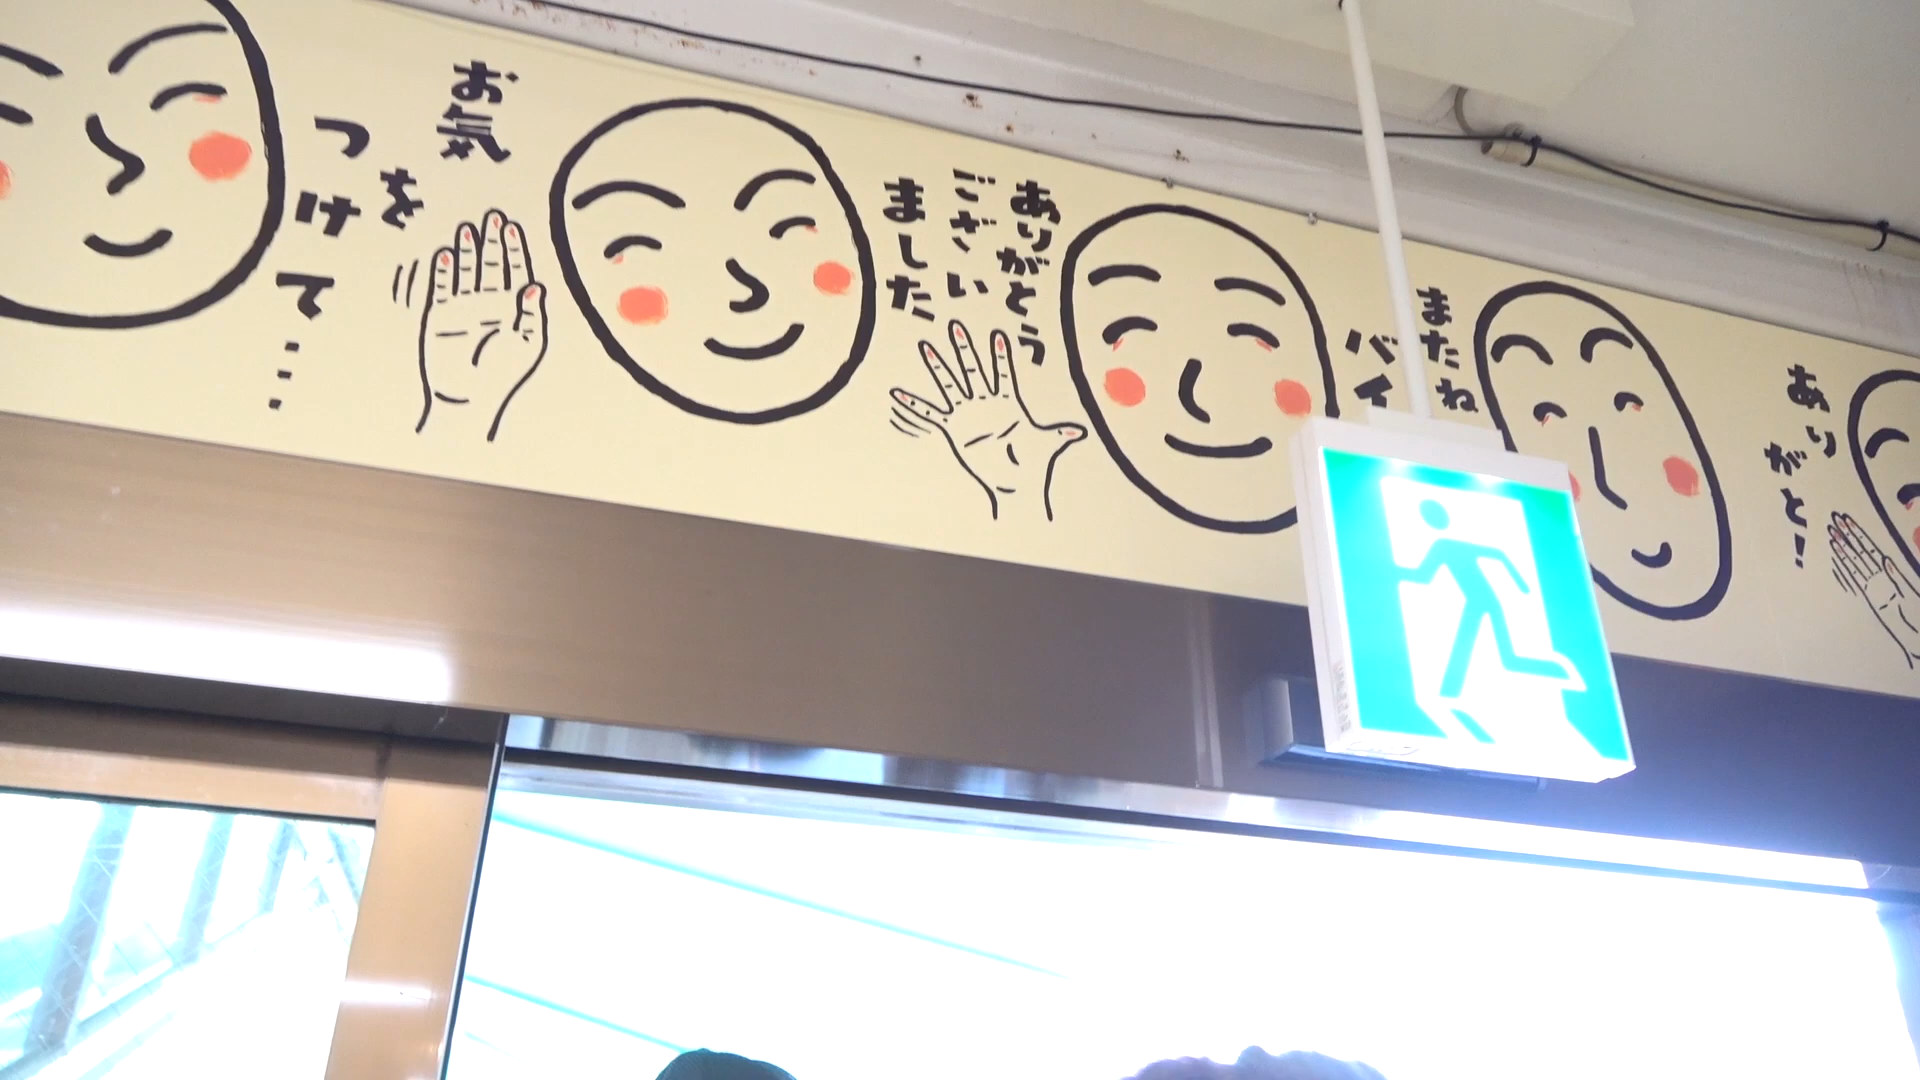 お気
を
つけて…
ありがとう
ござい
ました
またね
バイ
ありがと！